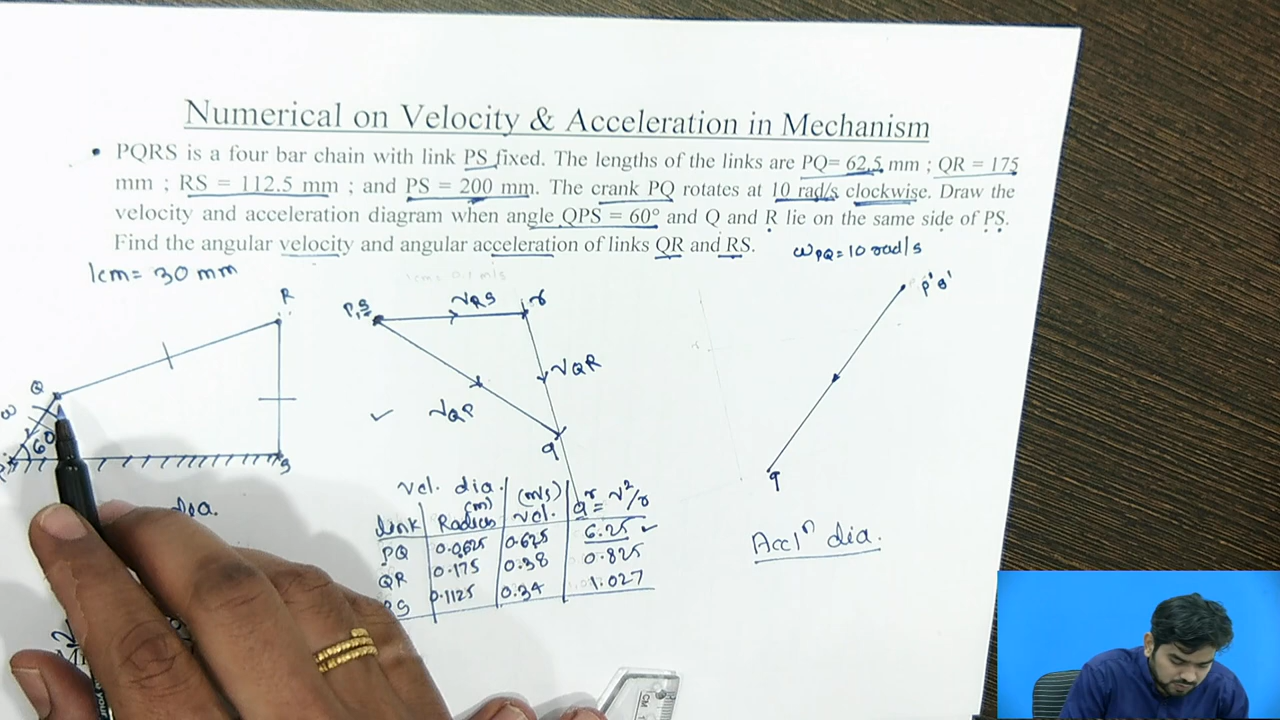 Numerical on Velocity & Acceleration in Mechanism
• PQRS is a four bar chain with link PS fixed. The lengths of the links are PQ= 62.5 mm ; QR = 175
mm ; RS = 112.5 mm ; and PS = 200 mm. The crank PQ rotates at 10 rad/s clockwise. Draw the
velocity and acceleration diagram when angle QPS = 60° and Q and R lie on the same side of PS.
Find the angular velocity and angular acceleration of links QR and RS.
ωPQ = 10 rad/s
1cm = 30 mm
R
Q
ω
60
S
P,S
VRS
r
VQR
✓ VQP
q
p's'
q'
Vel. dia.
Link | Radius (m) | (m/s) vel. | aʳ = v²/r
PQ | 0.0625 | 0.625 | 6.25 ✓
QR | 0.175 | 0.38 | 0.825
RS | 0.1125 | 0.34 | 1.027
Acclⁿ dia.